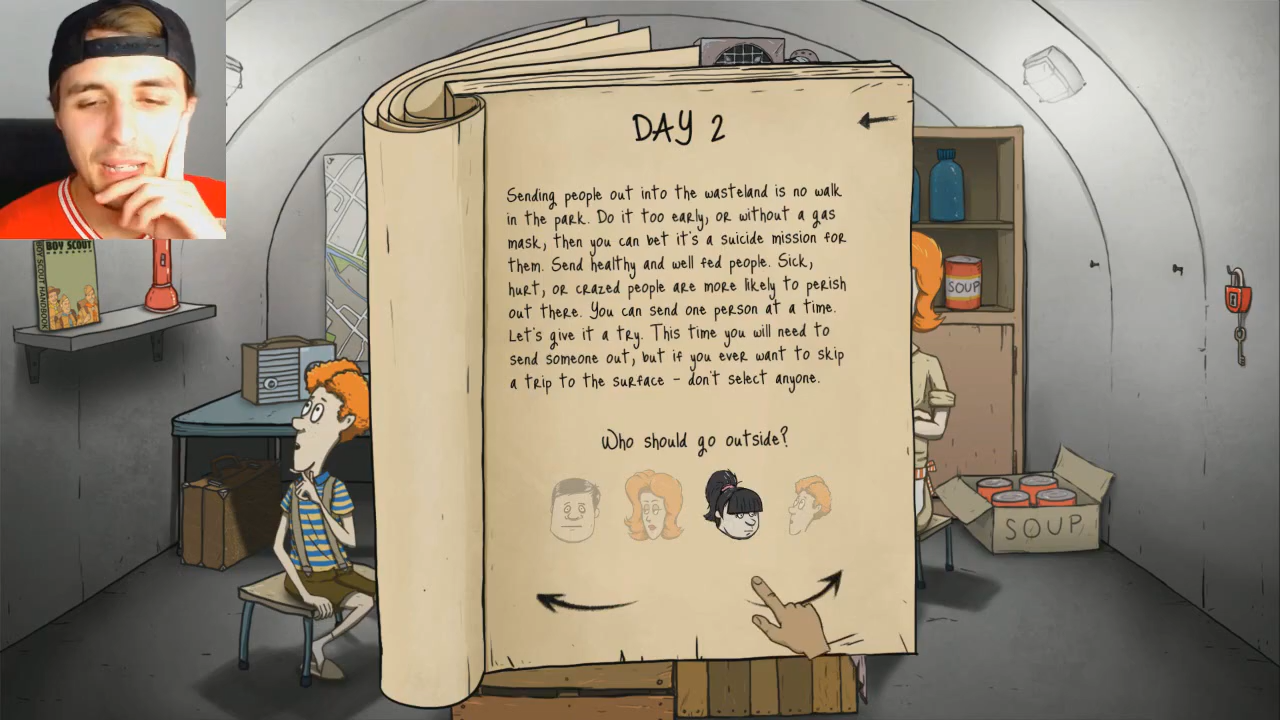 DAY 2
Sending people out into the wasteland is no walk
in the park. Do it too early, or without a gas
mask, then you can bet it's a suicide mission for
them. Send healthy and well fed people. Sick,
hurt, or crazed people are more likely to perish
out there. You can send one person at a time.
Let's give it a try. This time you will need to
send someone out, but if you ever want to skip
a trip to the surface - don't select anyone.
Who should go outside?
BOY SCOUT
BOY SCOUT HANDBOOK
SOUP
SOUP